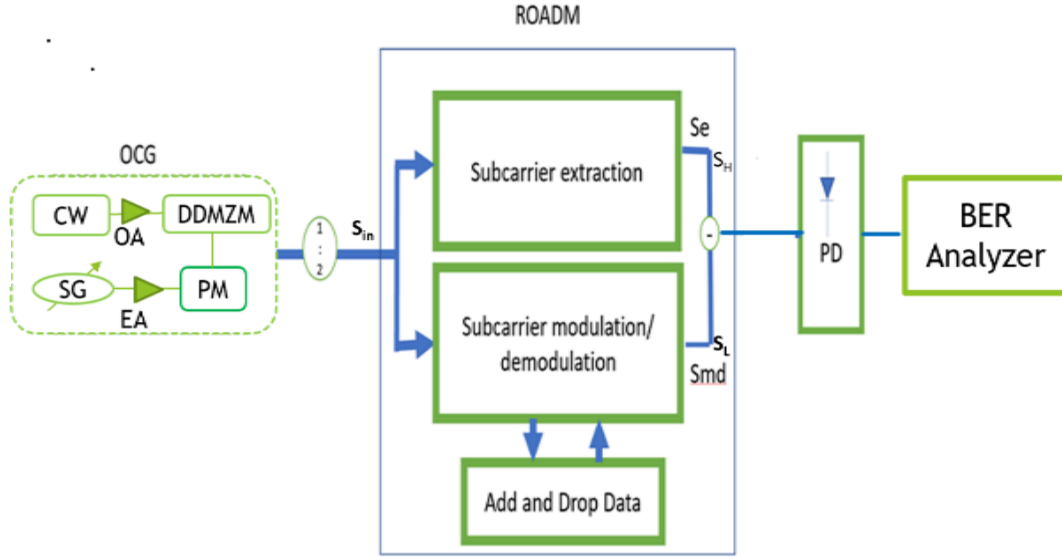 ROADM
OCG
CW
OA
DDMZM
SG
EA
PM
1
:
2
Sin
Subcarrier extraction
Se
SH
-
Subcarrier modulation/
demodulation
SL
Smd
Add and Drop Data
PD
BER
Analyzer